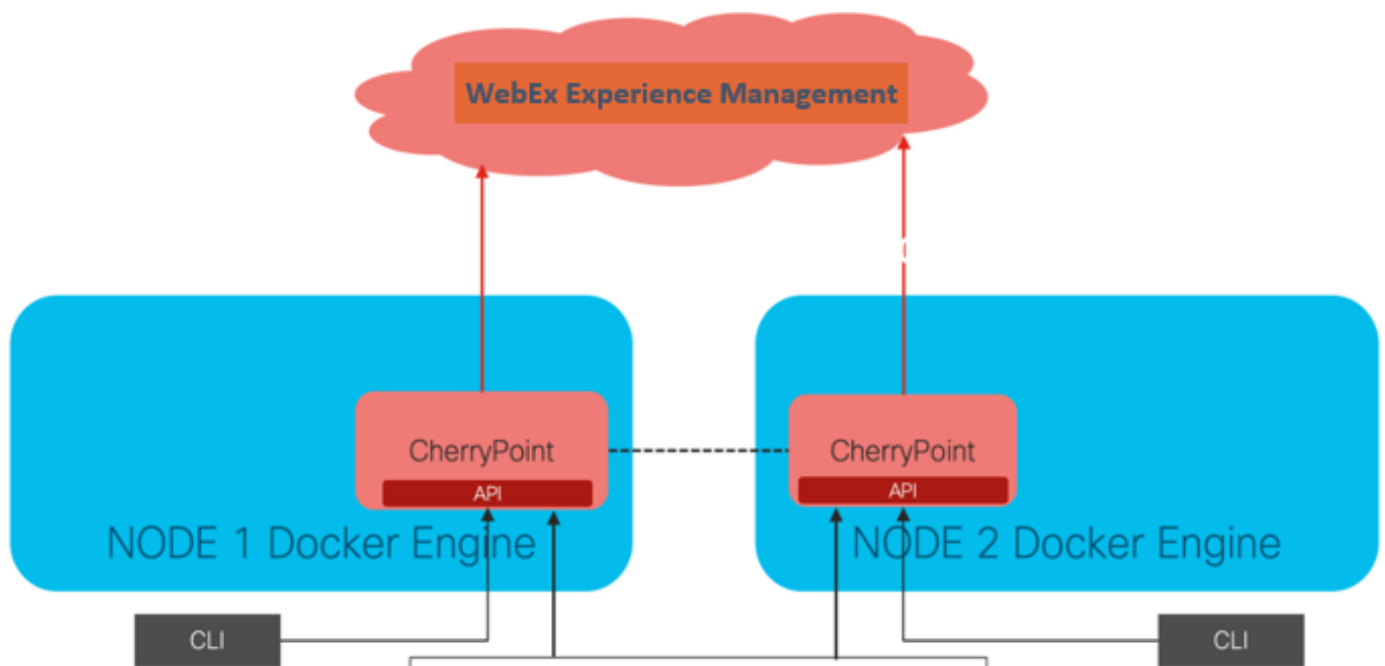 WebEx Experience Management
CherryPoint
API
NODE 1 Docker Engine
CherryPoint
API
NODE 2 Docker Engine
CLI
CLI